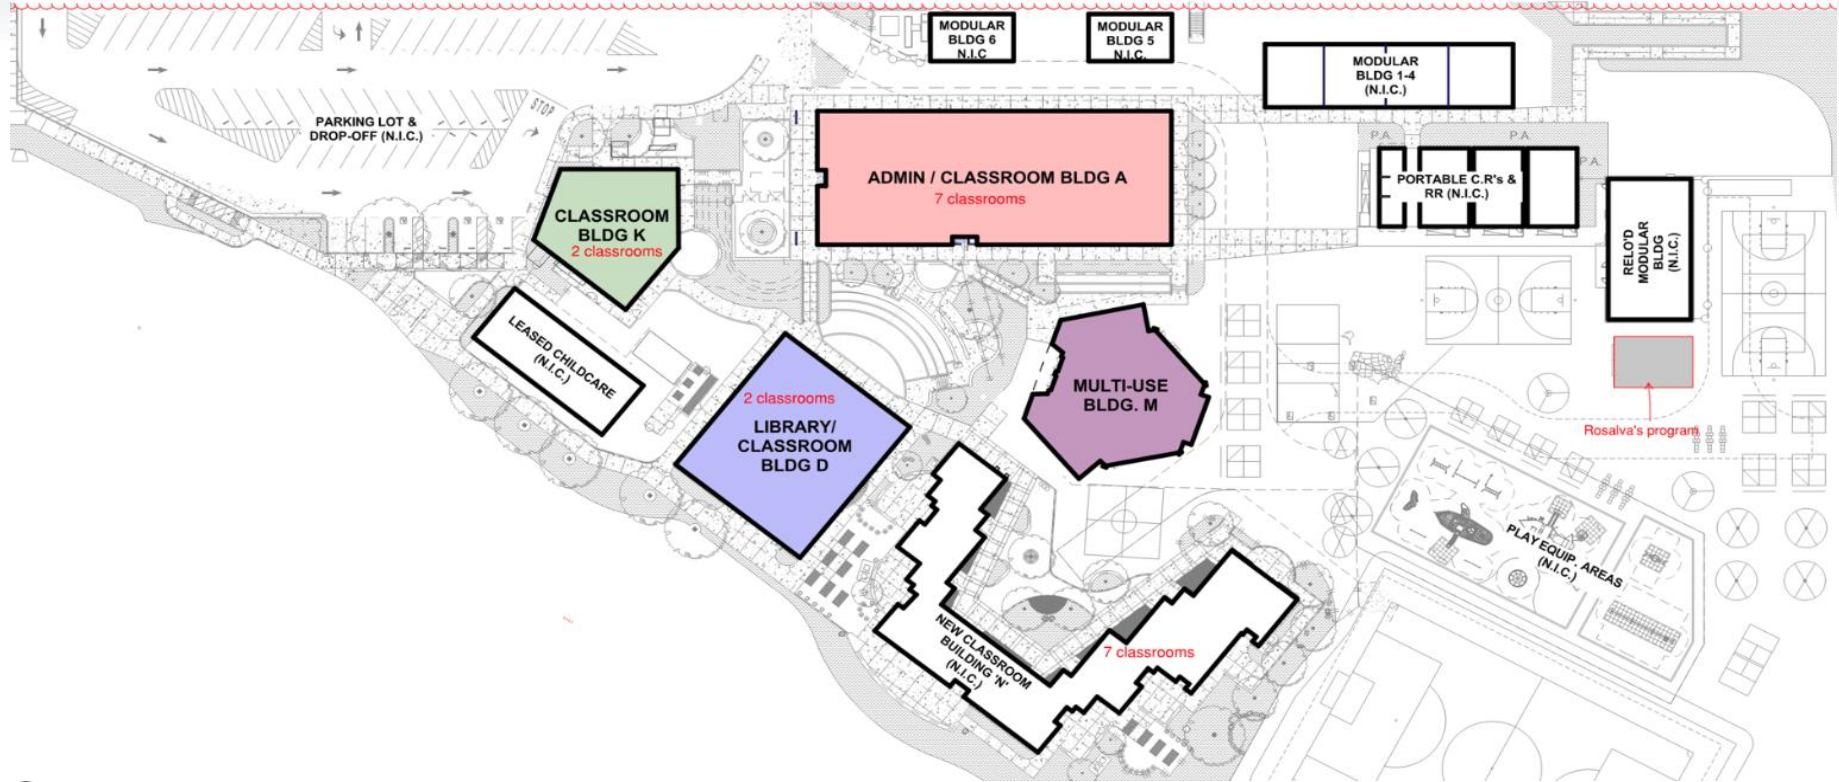 MODULAR
BLDG 6
N.I.C
MODULAR
BLDG 5
N.I.C.
MODULAR
BLDG 1-4
(N.I.C.)
STOP
PARKING LOT &
DROP-OFF (N.I.C.)
P.A.
P.A.
P.A.
ADMIN / CLASSROOM BLDG A
7 classrooms
PORTABLE C.R's &
RR (N.I.C.)
CLASSROOM
BLDG K
2 classrooms
RELO'D
MODULAR
BLDG
(N.I.C.)
LEASED CHILDCARE
(N.I.C.)
2 classrooms
LIBRARY/
CLASSROOM
BLDG D
MULTI-USE
BLDG. M
Rosalva's program
PLAY EQUIP. AREAS
(N.I.C.)
NEW CLASSROOM
BUILDING 'N'
(N.I.C.)
7 classrooms